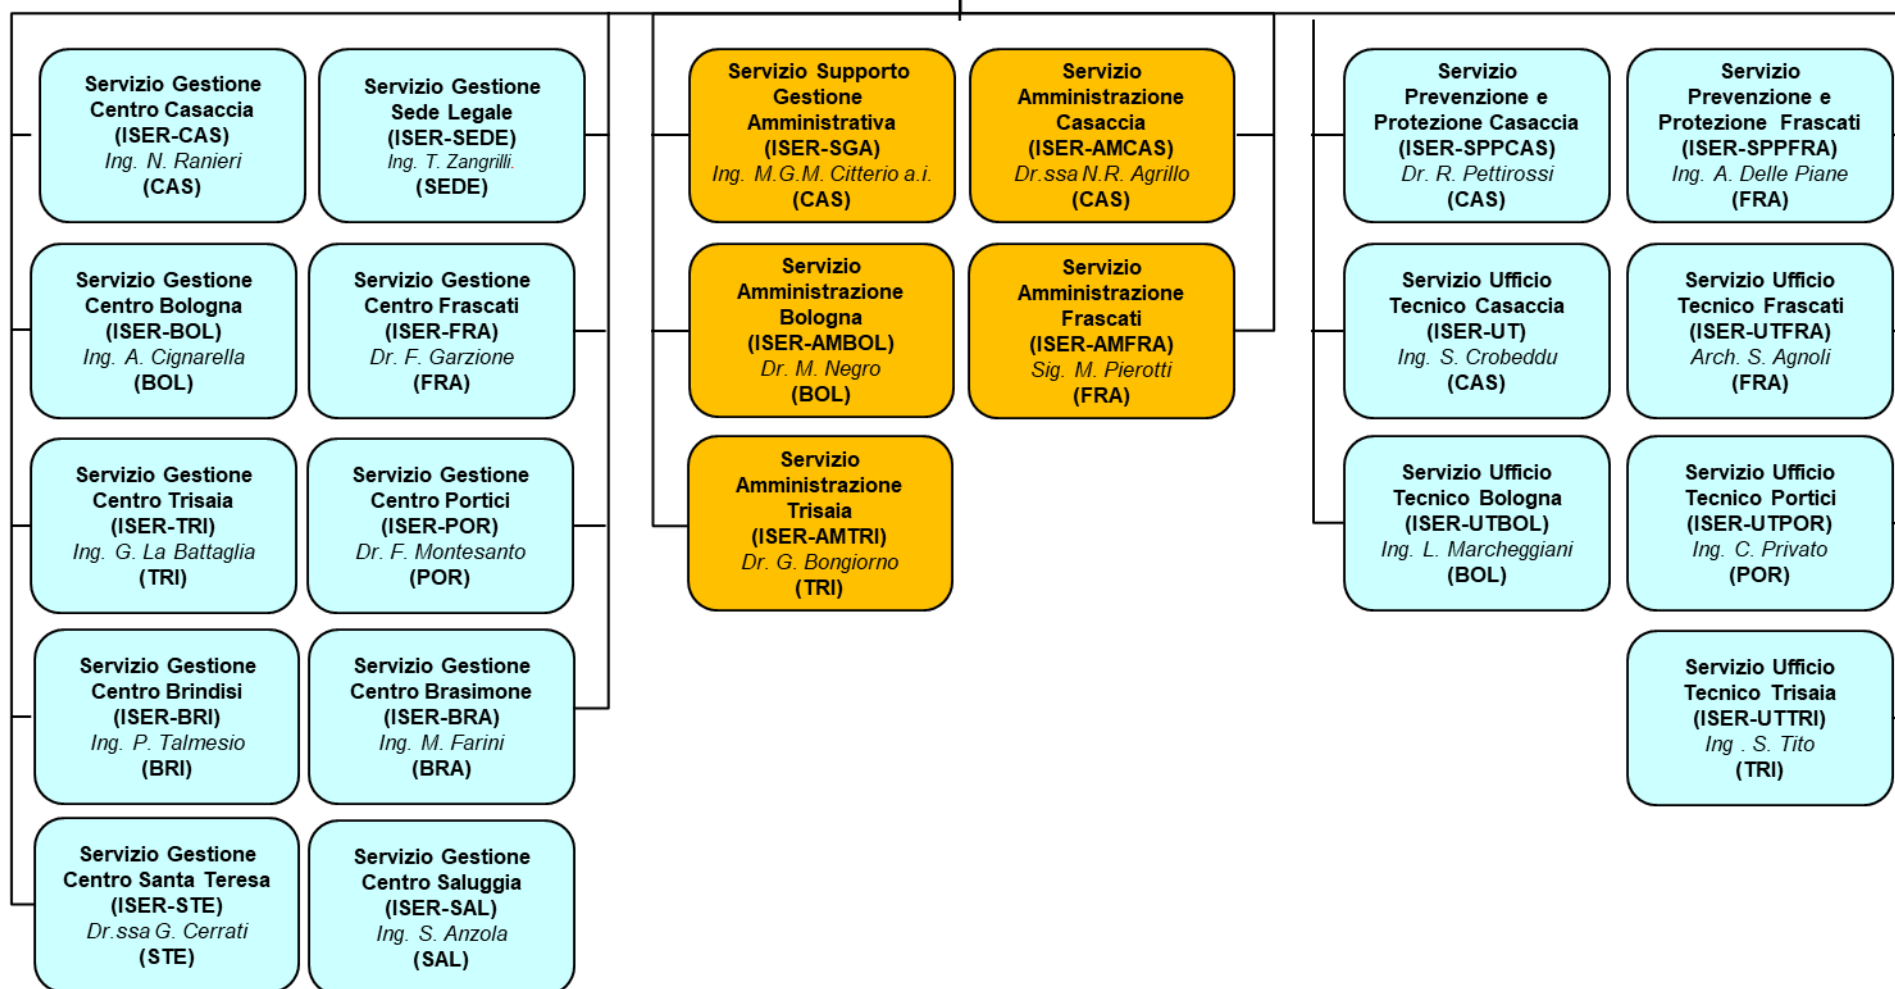 Servizio Gestione
Centro Casaccia
(ISER-CAS)
Ing. N. Ranieri
(CAS)
Servizio Gestione
Sede Legale
(ISER-SEDE)
Ing. T. Zangrilli.
(SEDE)
Servizio Gestione
Centro Bologna
(ISER-BOL)
Ing. A. Cignarella
(BOL)
Servizio Gestione
Centro Frascati
(ISER-FRA)
Dr. F. Garzione
(FRA)
Servizio Gestione
Centro Trisaia
(ISER-TRI)
Ing. G. La Battaglia
(TRI)
Servizio Gestione
Centro Portici
(ISER-POR)
Dr. F. Montesanto
(POR)
Servizio Gestione
Centro Brindisi
(ISER-BRI)
Ing. P. Talmesio
(BRI)
Servizio Gestione
Centro Brasimone
(ISER-BRA)
Ing. M. Farini
(BRA)
Servizio Gestione
Centro Santa Teresa
(ISER-STE)
Dr.ssa G. Cerrati
(STE)
Servizio Gestione
Centro Saluggia
(ISER-SAL)
Ing. S. Anzola
(SAL)
Servizio Supporto
Gestione
Amministrativa
(ISER-SGA)
Ing. M.G.M. Citterio a.i.
(CAS)
Servizio
Amministrazione
Casaccia
(ISER-AMCAS)
Dr.ssa N.R. Agrillo
(CAS)
Servizio
Amministrazione
Bologna
(ISER-AMBOL)
Dr. M. Negro
(BOL)
Servizio
Amministrazione
Frascati
(ISER-AMFRA)
Sig. M. Pierotti
(FRA)
Servizio
Amministrazione
Trisaia
(ISER-AMTRI)
Dr. G. Bongiorno
(TRI)
Servizio
Prevenzione e
Protezione Casaccia
(ISER-SPPCAS)
Dr. R. Pettirossi
(CAS)
Servizio
Prevenzione e
Protezione Frascati
(ISER-SPPFRA)
Ing. A. Delle Piane
(FRA)
Servizio Ufficio
Tecnico Casaccia
(ISER-UT)
Ing. S. Crobeddu
(CAS)
Servizio Ufficio
Tecnico Frascati
(ISER-UTFRA)
Arch. S. Agnoli
(FRA)
Servizio Ufficio
Tecnico Bologna
(ISER-UTBOL)
Ing. L. Marcheggiani
(BOL)
Servizio Ufficio
Tecnico Portici
(ISER-UTPOR)
Ing. C. Privato
(POR)
Servizio Ufficio
Tecnico Trisaia
(ISER-UTTRI)
Ing . S. Tito
(TRI)